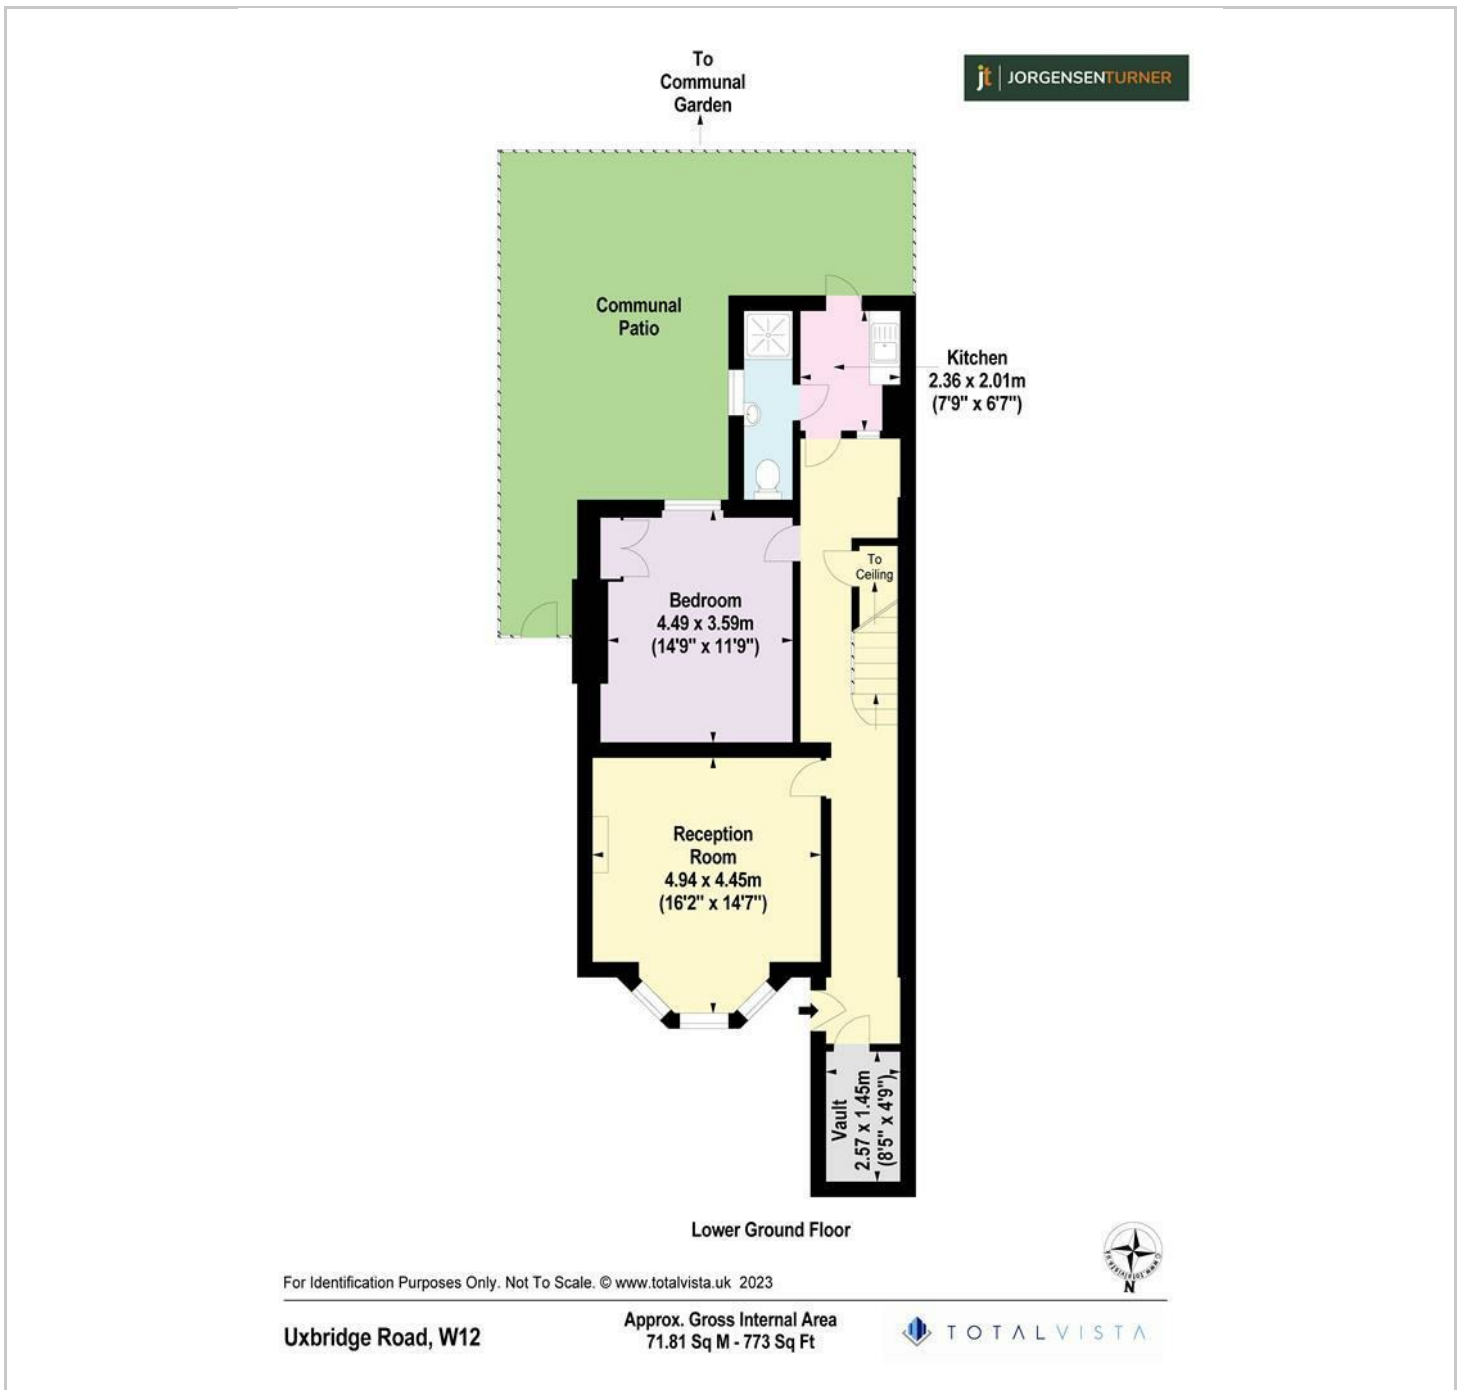 To
Communal
Garden
jt JORGENSENTURNER
Communal
Patio
Kitchen
2.36 x 2.01m
(7'9" x 6'7")
To
Ceiling
Bedroom
4.49 x 3.59m
(14'9" x 11'9")
Reception
Room
4.94 x 4.45m
(16'2" x 14'7")
Vault
2.57 x 1.45m
(8'5" x 4'9")
Lower Ground Floor
N
For Identification Purposes Only. Not To Scale. © www.totalvista.uk 2023
Uxbridge Road, W12
Approx. Gross Internal Area
71.81 Sq M - 773 Sq Ft
TOTALVISTA